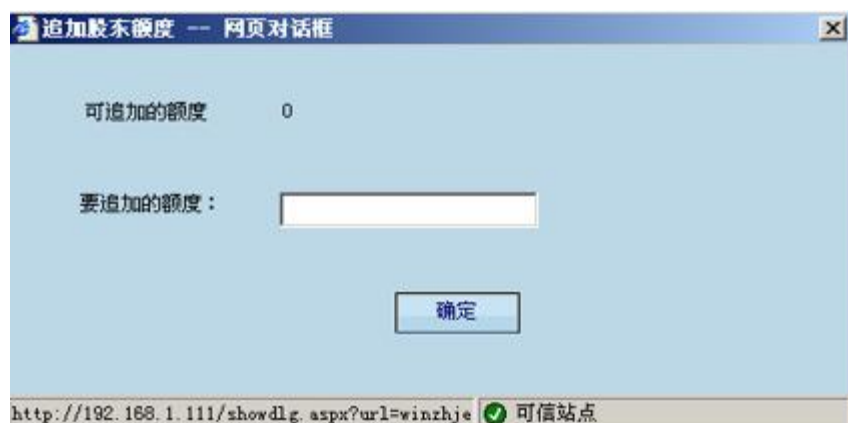 追加股东额度 -- 网页对话框
可追加的额度 0
要追加的额度：
确定
http://192.168.1.111/showdlg.aspx?url=winzhje 可信站点